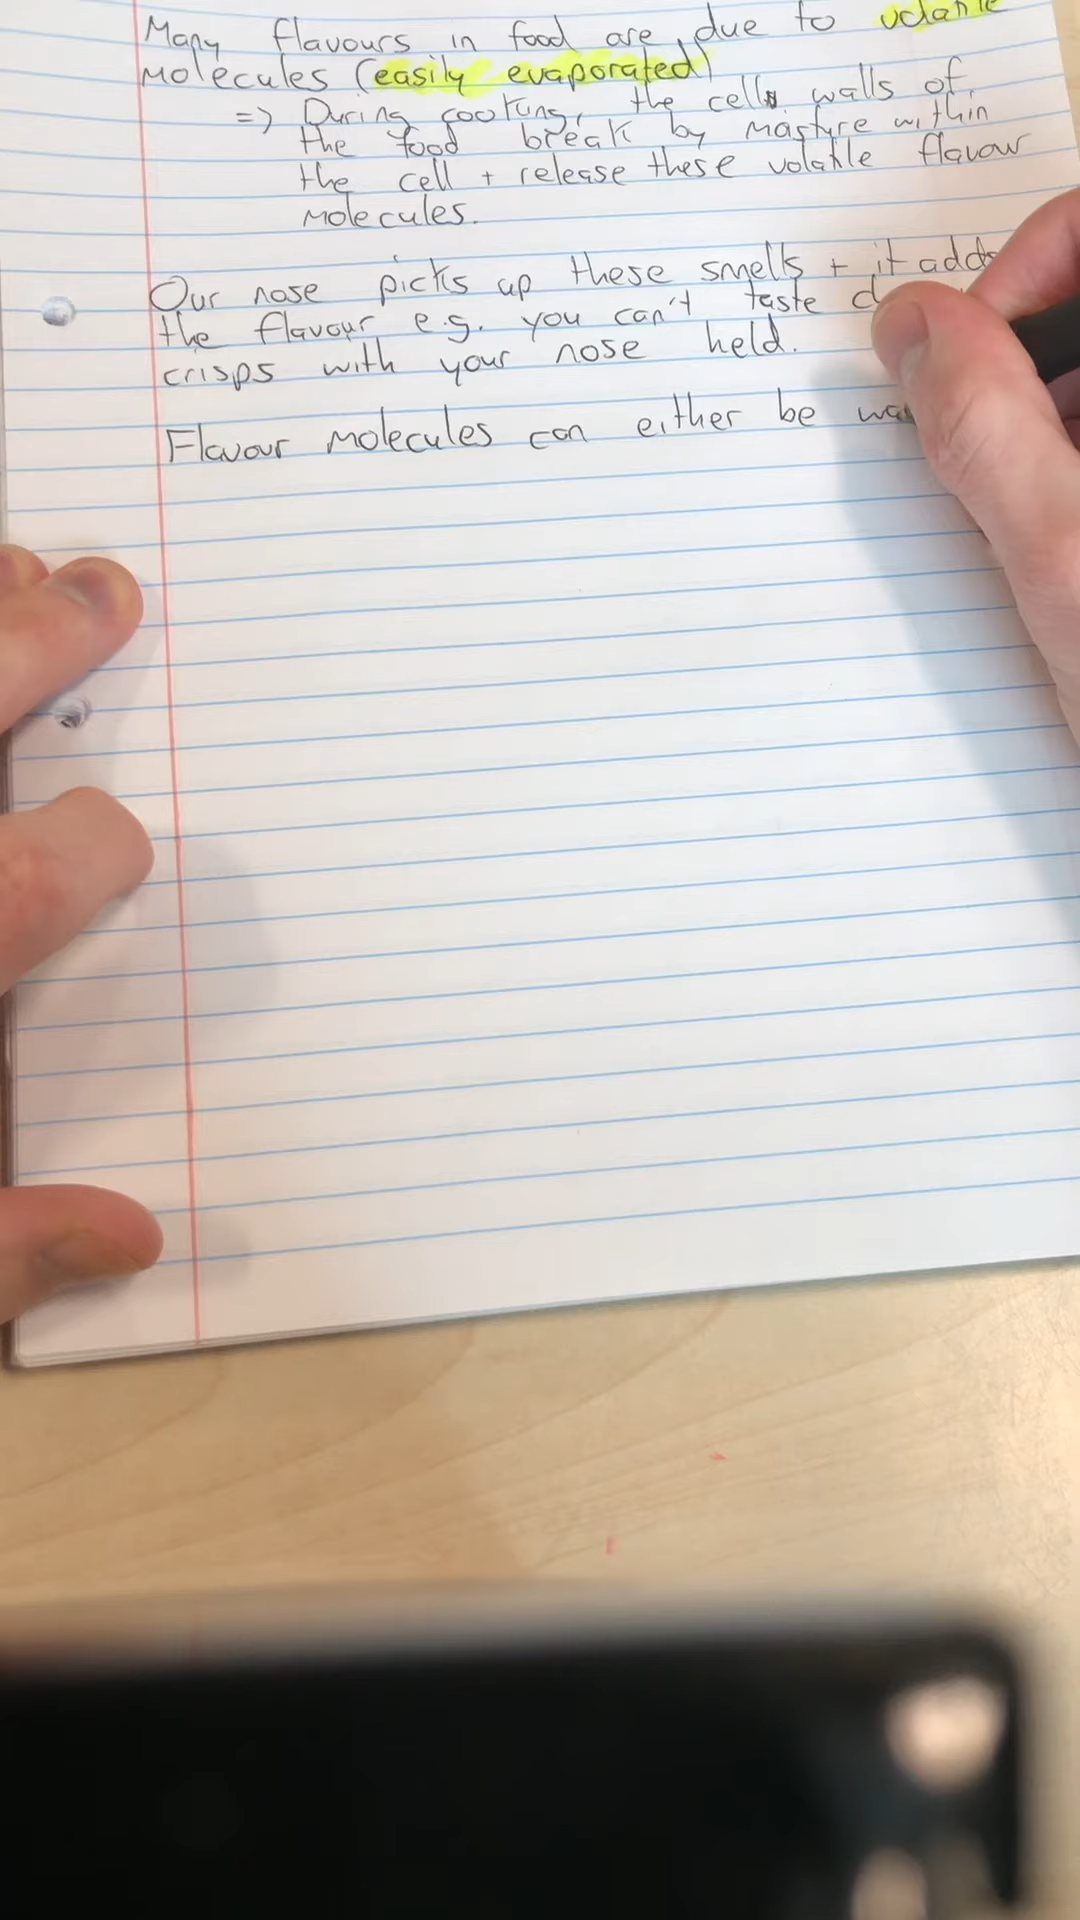 Many flavours in food are due to volatile
molecules (easily evaporated)
=> During cooking, the cell walls of
the food break by moisture within
the cell + release these volatile flavour
molecules.
Our nose picks up these smells + it adds
the flavour e.g. you can't taste
crisps with your nose held.
Flavour molecules can either be